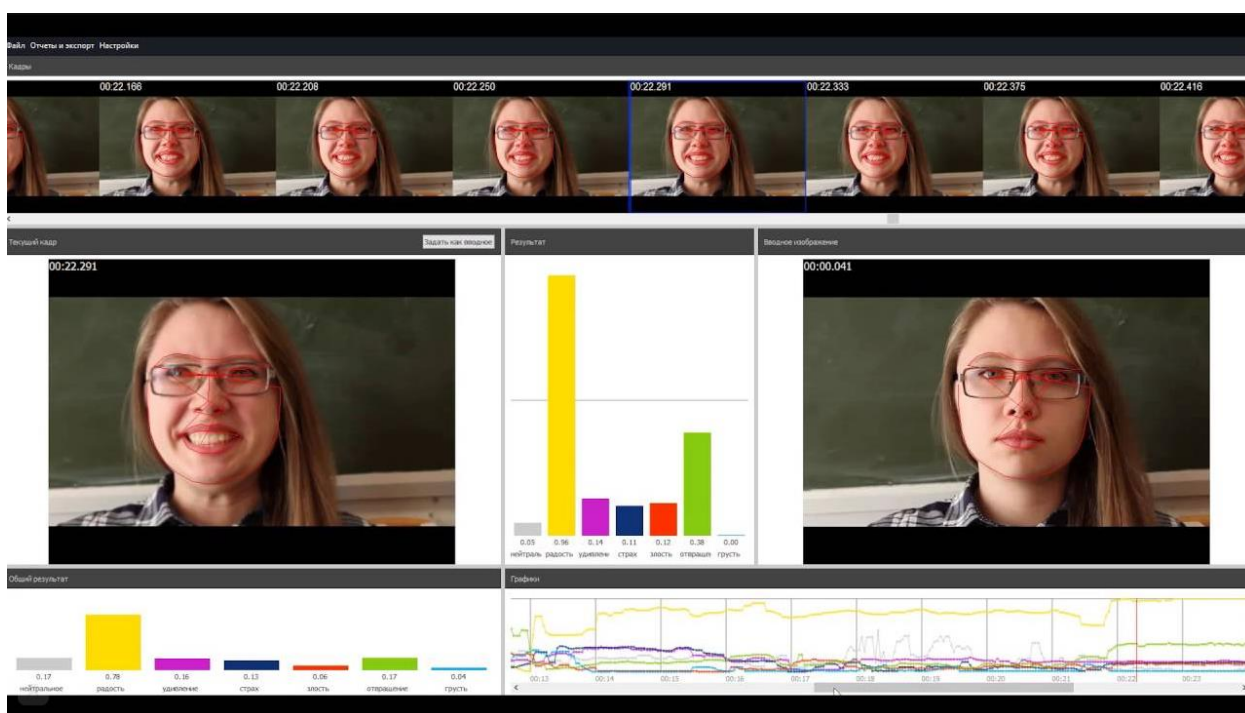 Файл Отчеты и экспорт Настройки
Кадры
00:22.166 00:22.208 00:22.250 00:22.291 00:22.333 00:22.375 00:22.416
Текущий кадр Задать как вводное Результат Вводное изображение
00:22.291
00:00.041
0.05 0.96 0.14 0.11 0.12 0.38 0.00
нейтраль радость удивлени страх злость отвращен грусть
Общий результат Графики
0.17 0.78 0.16 0.13 0.06 0.17 0.04
нейтральное радость удивление страх злость отвращение грусть
00:13 00:14 00:15 00:16 00:17 00:18 00:19 00:20 00:21 00:22 00:23